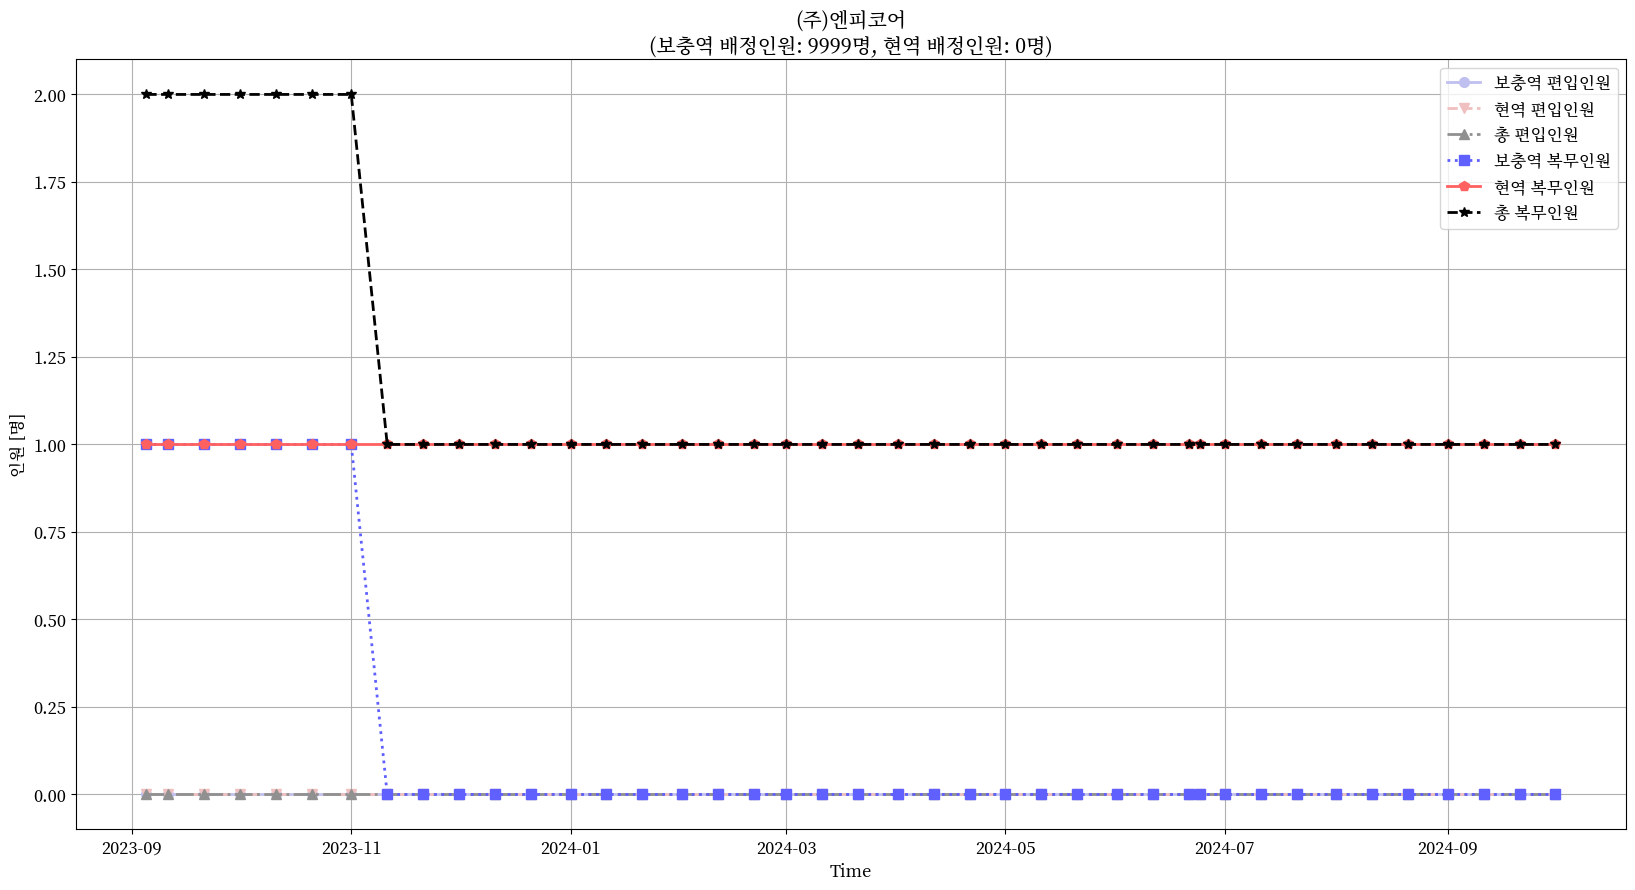 (주)엔피코어
(보충역 배정인원: 9999명, 현역 배정인원: 0명)
보충역 편입인원
현역 편입인원
총 편입인원
보충역 복무인원
현역 복무인원
총 복무인원
인원 [명]
2.00
1.75
1.50
1.25
1.00
0.75
0.50
0.25
0.00
2023-09
2023-11
2024-01
2024-03
2024-05
2024-07
2024-09
Time